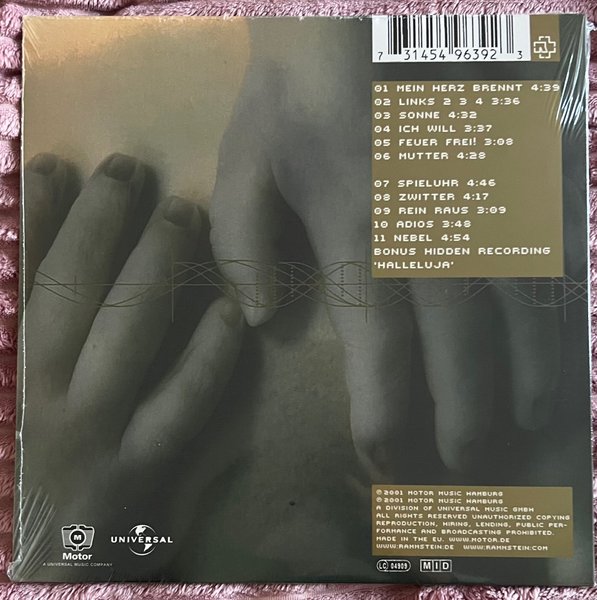 7 31454 96392 3
01 MEIN HERZ BRENNT 4:39
02 LINKS 2 3 4 3:36
03 SONNE 4:32
04 ICH WILL 3:37
05 FEUER FREI! 3:08
06 MUTTER 4:28
07 SPIELUHR 4:46
08 ZWITTER 4:17
09 REIN RAUS 3:09
10 ADIOS 3:48
11 NEBEL 4:54
BONUS HIDDEN RECORDING
'HALLELUJA'
℗ 2001 MOTOR MUSIC HAMBURG
© 2001 MOTOR MUSIC HAMBURG
A DIVISION OF UNIVERSAL MUSIC GMBH
ALL RIGHTS RESERVED UNAUTHORIZED COPYING
REPRODUCTION, HIRING, LENDING, PUBLIC PER-
FORMANCE AND BROADCASTING PROHIBITED.
MADE IN THE EU. WWW.MOTOR.DE
WWW.RAMMSTEIN.DE WWW.RAMMSTEIN.COM
M
Motor
A UNIVERSAL MUSIC COMPANY
UNIVERSAL
LC 04909
MID